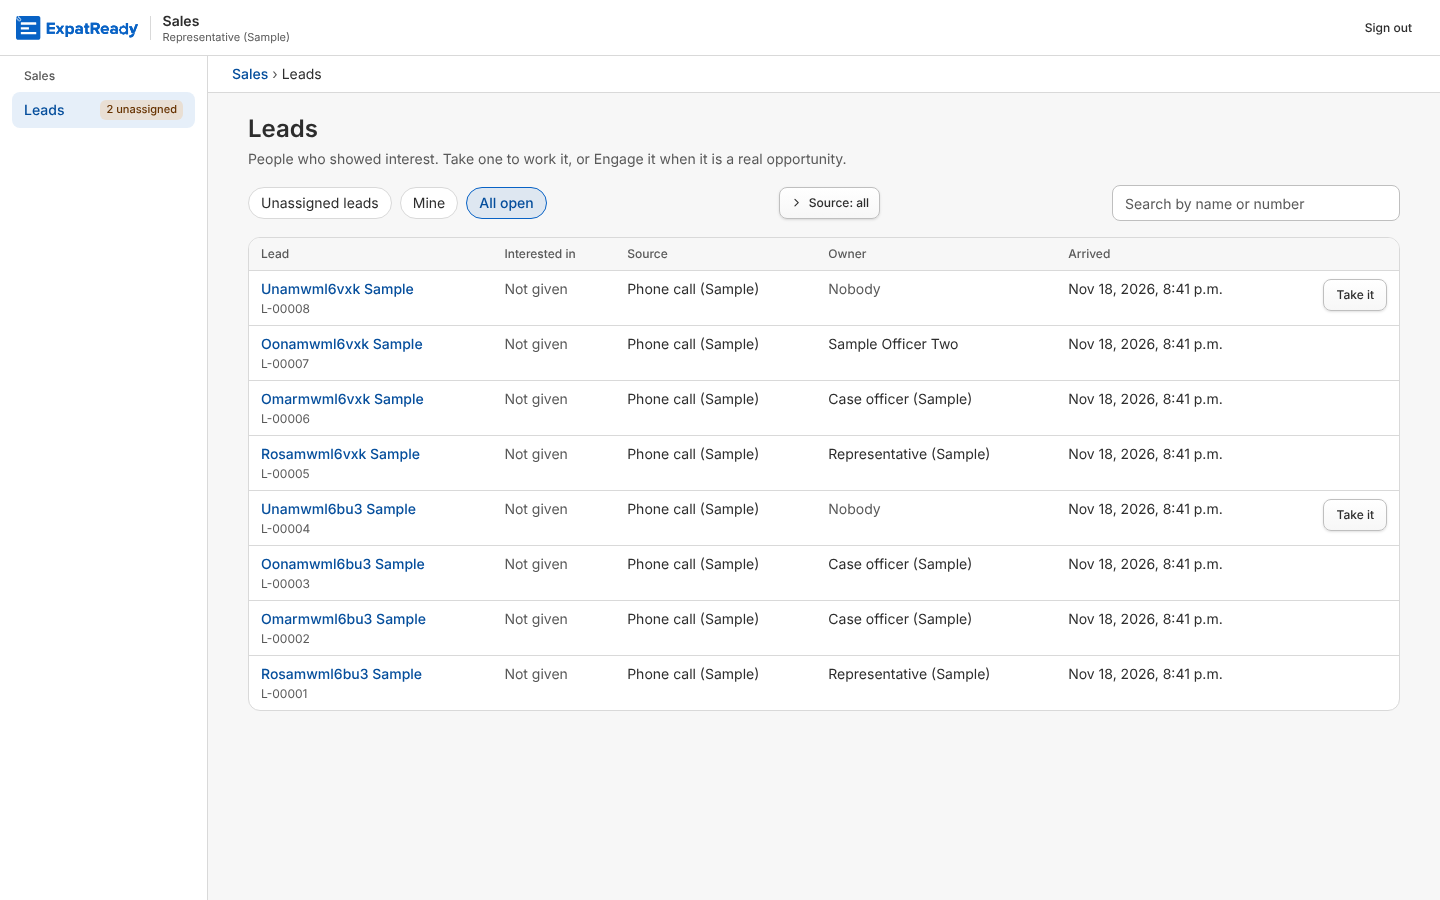 ExpatReady
Sales
Representative (Sample)
Sign out
Sales
Leads 2 unassigned
Sales › Leads
Leads
People who showed interest. Take one to work it, or Engage it when it is a real opportunity.
Unassigned leads Mine All open Source: all Search by name or number
Lead Interested in Source Owner Arrived
Unamwml6vxk Sample Not given Phone call (Sample) Nobody Nov 18, 2026, 8:41 p.m. Take it
L-00008
Oonamwml6vxk Sample Not given Phone call (Sample) Sample Officer Two Nov 18, 2026, 8:41 p.m.
L-00007
Omarmwml6vxk Sample Not given Phone call (Sample) Case officer (Sample) Nov 18, 2026, 8:41 p.m.
L-00006
Rosamwml6vxk Sample Not given Phone call (Sample) Representative (Sample) Nov 18, 2026, 8:41 p.m.
L-00005
Unamwml6bu3 Sample Not given Phone call (Sample) Nobody Nov 18, 2026, 8:41 p.m. Take it
L-00004
Oonamwml6bu3 Sample Not given Phone call (Sample) Case officer (Sample) Nov 18, 2026, 8:41 p.m.
L-00003
Omarmwml6bu3 Sample Not given Phone call (Sample) Case officer (Sample) Nov 18, 2026, 8:41 p.m.
L-00002
Rosamwml6bu3 Sample Not given Phone call (Sample) Representative (Sample) Nov 18, 2026, 8:41 p.m.
L-00001